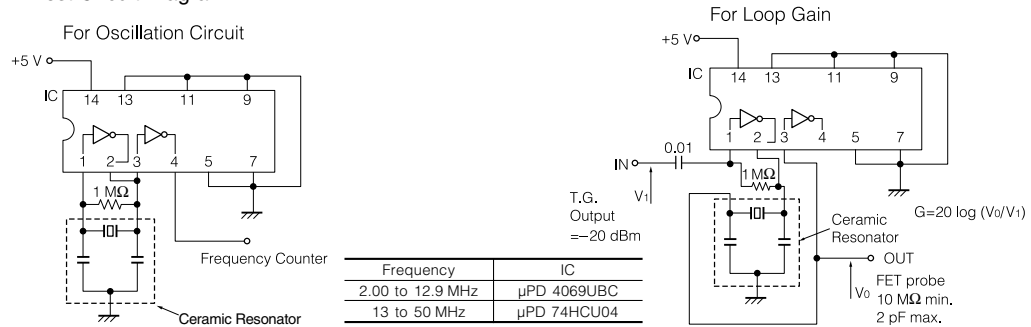 For Oscillation Circuit
+5 V
IC
14 13 11 9
1 2 3 4 5 7
1 MΩ
Frequency Counter
Ceramic Resonator
Frequency IC
2.00 to 12.9 MHz µPD 4069UBC
13 to 50 MHz µPD 74HCU04
For Loop Gain
+5 V
IC
14 13 11 9
1 2 3 4 5 7
0.01
IN
1MΩ
V1
T.G.
Output
=−20 dBm
G=20 log (V0/V1)
Ceramic
Resonator
OUT
V0
FET probe
10 MΩ min.
2 pF max.